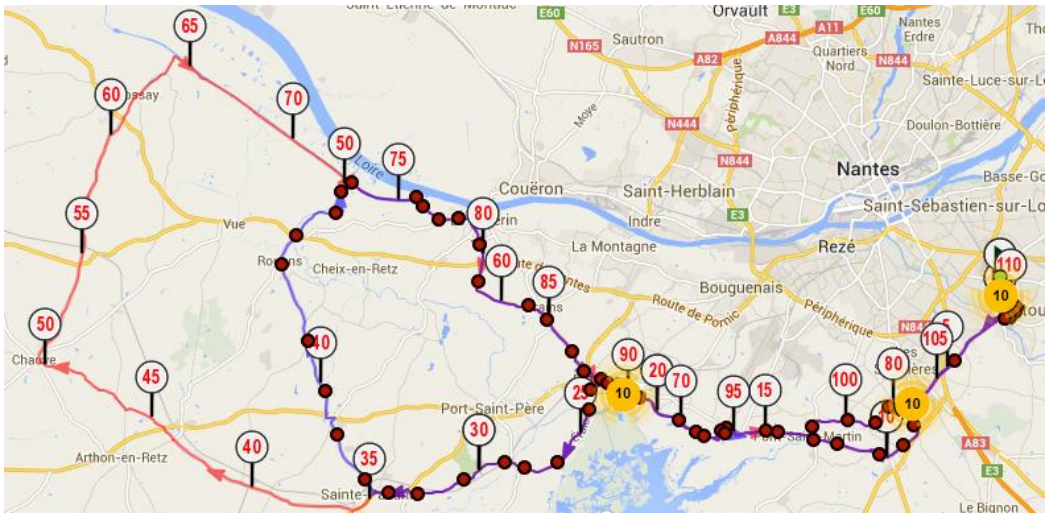 Orvault
E3
E60
Nantes
Erdre
E60
N165
Sautron
A844
A11
A82
Quartiers
Nord
N844
Périphérique
Sainte-Luce-sur-L
65
60
70
Moye
N444
Doulon-Bottière
50
75
Loire
Couëron
N844
Saint-Herblain
Nantes
Basse-Go
E3
Saint-Sébastien-sur-Lo
Vue
80
Indre
55
Cheix-en-Retz
60
La Montagne
Rezé
110
85
Bouguenais
10
Route de Pornic
Périphérique
50
40
90
20
70
105
5
80
100
10
10
45
25
95
15
10
Port-Saint-Père
30
40
35
Arthon-en-Retz
A83
E3
Le Bignon